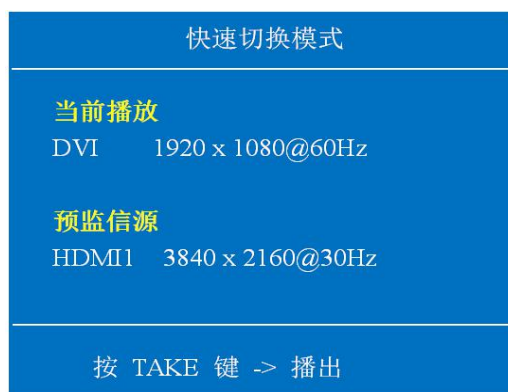 快速切换模式
当前播放
DVI 1920 x 1080@60Hz
预监信源
HDMI1 3840 x 2160@30Hz
按 TAKE 键 -> 播出